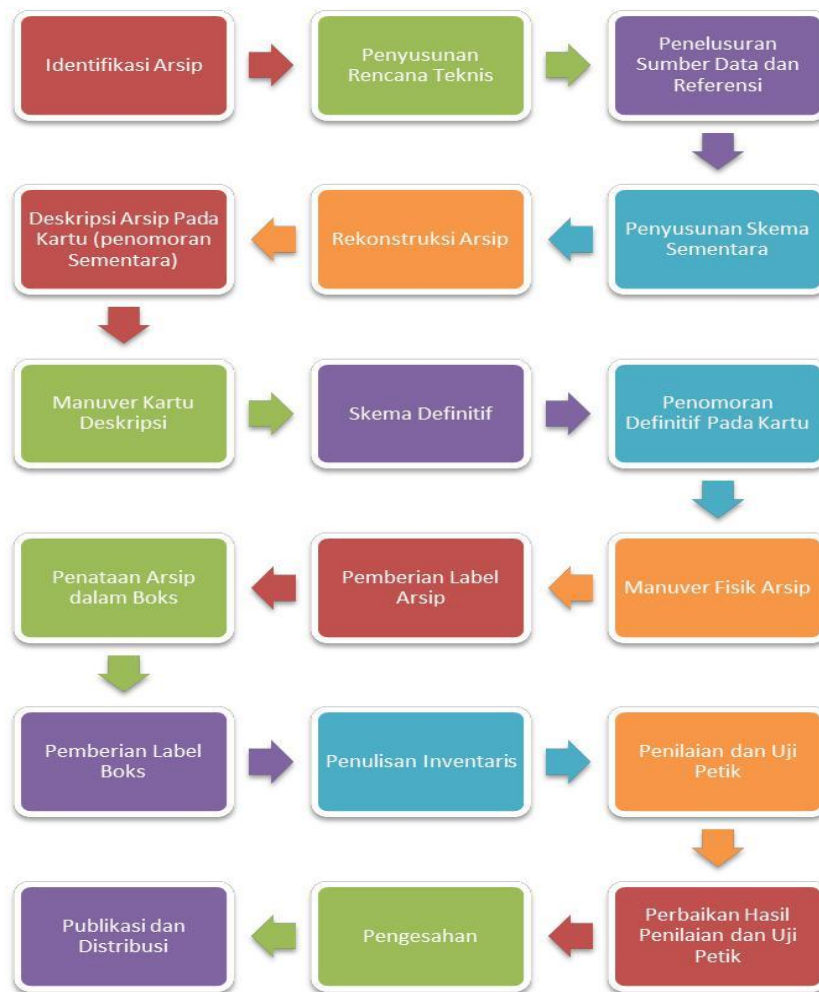 Identifikasi Arsip
Penyusunan
Rencana Teknis
Penelusuran
Sumber Data dan
Referensi
Penyusunan Skema
Sementara
Rekonstruksi Arsip
Deskripsi Arsip Pada
Kartu (penomoran
Sementara)
Manuver Kartu
Deskripsi
Skema Definitif
Penomoran
Definitif Pada Kartu
Manuver Fisik Arsip
Pemberian Label
Arsip
Penataan Arsip
dalam Boks
Pemberian Label
Boks
Penulisan Inventaris
Penilaian dan Uji
Petik
Perbaikan Hasil
Penilaian dan Uji
Petik
Pengesahan
Publikasi dan
Distribusi